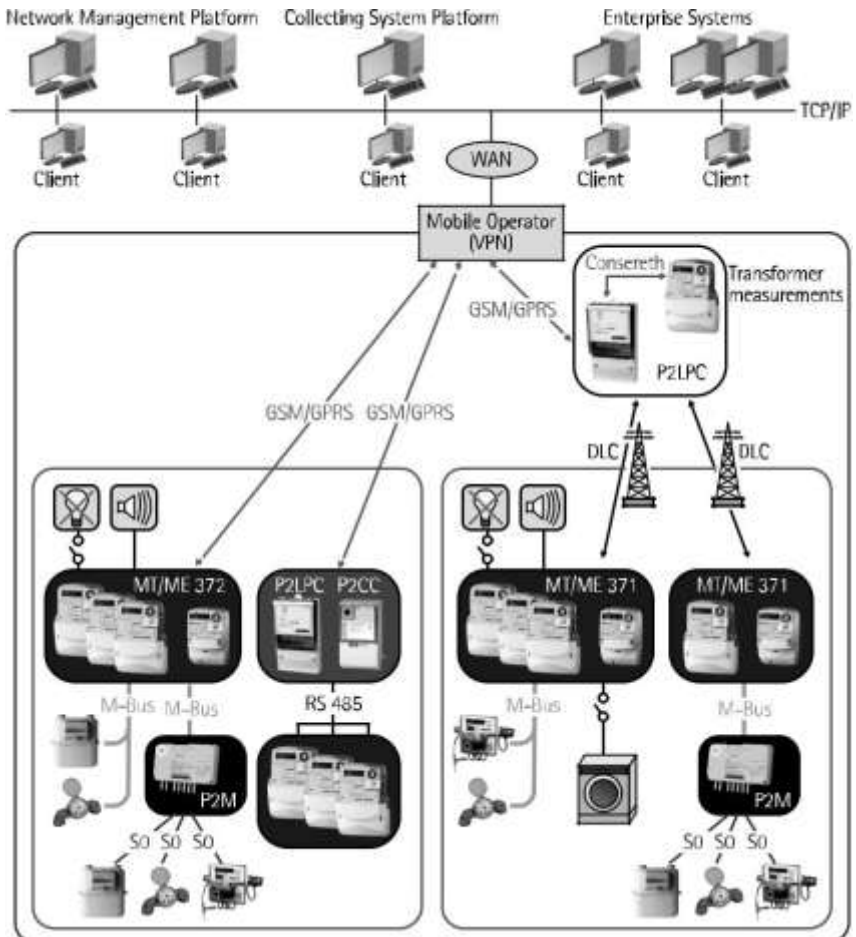 Network Management Platform
Collecting System Platform
Enterprise Systems
TCP/IP
Client
Client
Client
Client
Client
WAN
Mobile Operator
(VPN)
Consereth
Transformer
measurements
GSM/GPRS
P2LPC
GSM/GPRS
GSM/GPRS
DLC
DLC
MT/ME 372
P2LPC
P2CC
MT/ME 371
MT/ME 371
M-Bus
M-Bus
RS 485
M-Bus
M-Bus
P2M
P2M
S0
S0
S0
S0
S0
S0